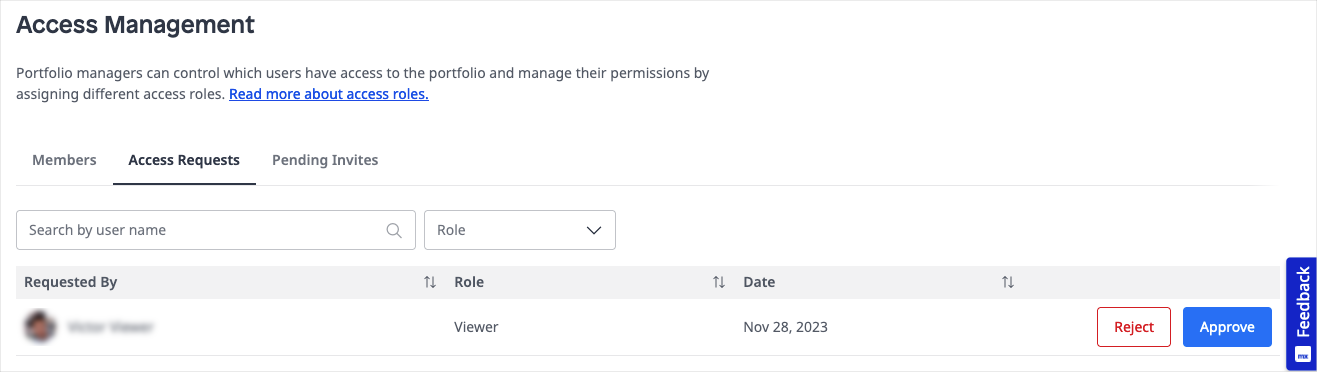 Access Management
Portfolio managers can control which users have access to the portfolio and manage their permissions by
assigning different access roles. Read more about access roles.
Members Access Requests Pending Invites
Search by user name Role
Requested By Role Date
Viewer Nov 28, 2023 Reject Approve
Feedback
mx